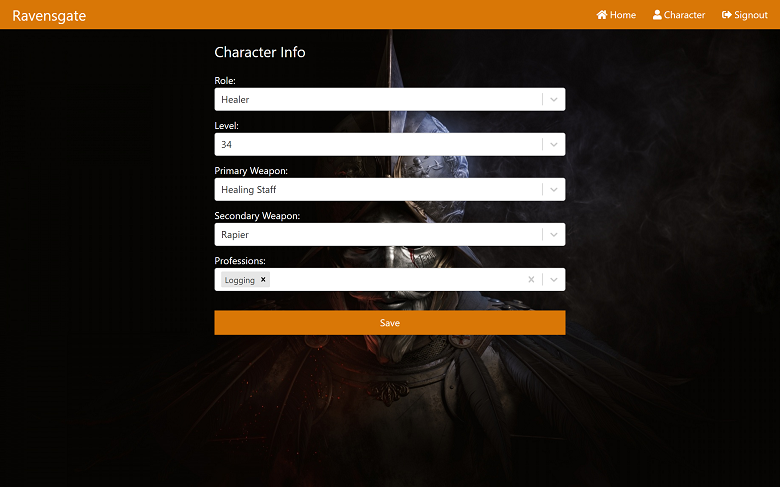 Ravensgate
Home Character Signout
Character Info
Role:
Healer
Level:
34
Primary Weapon:
Healing Staff
Secondary Weapon:
Rapier
Professions:
Logging
Save